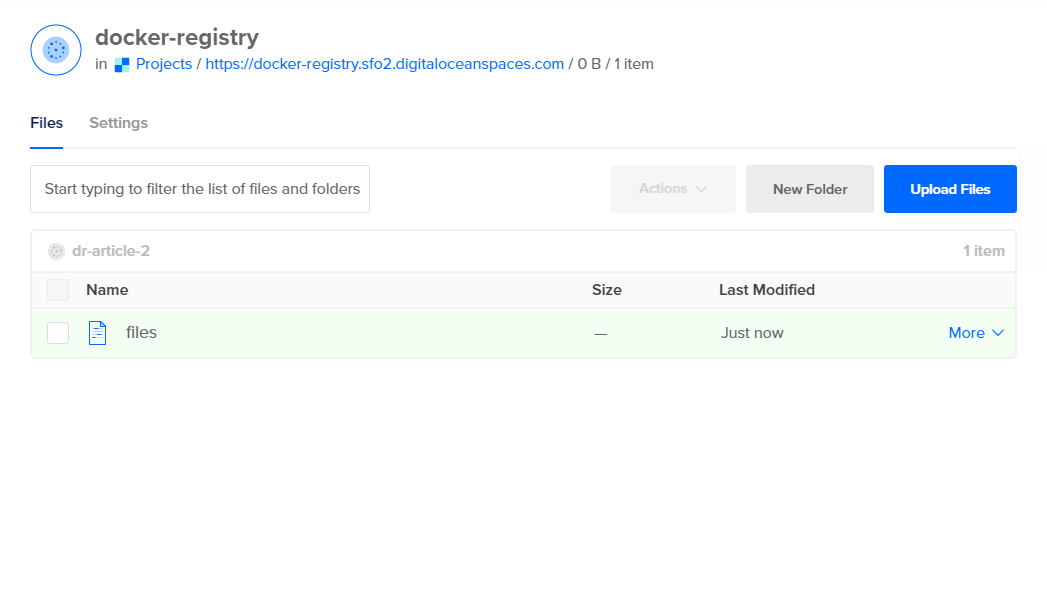 docker-registry
in Projects / https://docker-registry.sfo2.digitaloceanspaces.com / 0 B / 1 item
Files Settings
Start typing to filter the list of files and folders Actions New Folder Upload Files
dr-article-2 1 item
Name Size Last Modified
files — Just now More